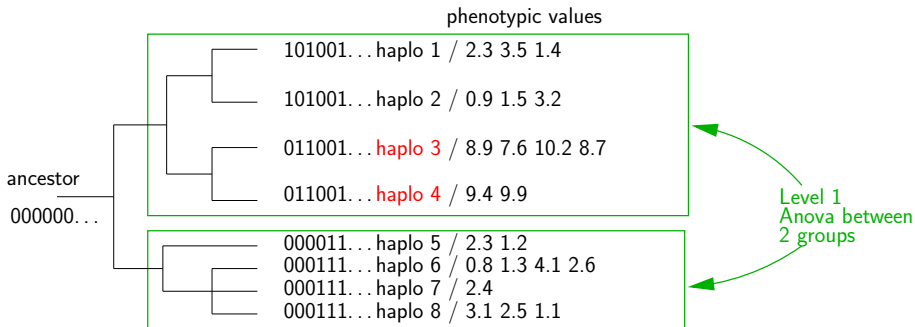 phenotypic values
101001...haplo 1 / 2.3 3.5 1.4
101001...haplo 2 / 0.9 1.5 3.2
011001...haplo 3 / 8.9 7.6 10.2 8.7
ancestor
011001...haplo 4 / 9.4 9.9
000000...
Level 1
Anova between
2 groups
000011...haplo 5 / 2.3 1.2
000111...haplo 6 / 0.8 1.3 4.1 2.6
000111...haplo 7 / 2.4
000111...haplo 8 / 3.1 2.5 1.1